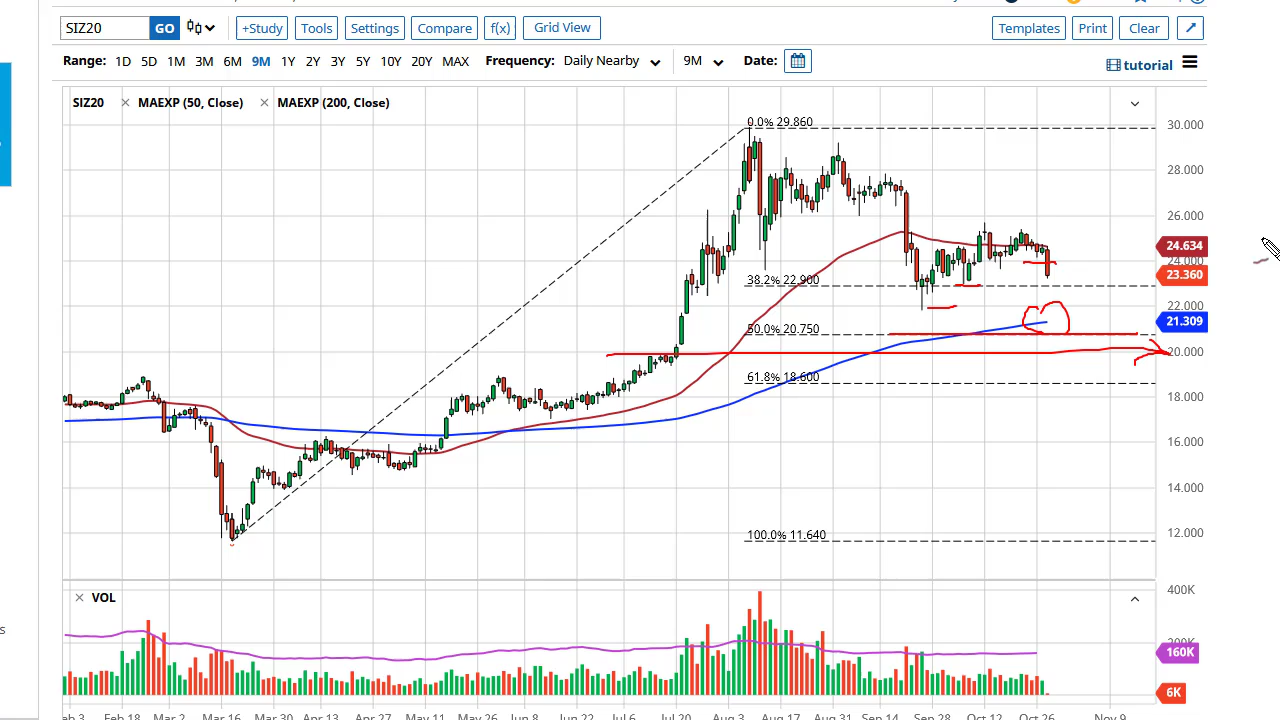 SIZ20 GO +Study Tools Settings Compare f(x) Grid View Templates Print Clear
Range: 1D 5D 1M 3M 6M 9M 1Y 2Y 3Y 5Y 10Y 20Y MAX Frequency: Daily Nearby 9M Date: tutorial
SIZ20 MAEXP (50, Close) MAEXP (200, Close)
0.0% 29.860
30.000
28.000
26.000
24.634
24.000
23.360
38.2% 22.900
22.000
21.309
50.0% 20.750
20.000
61.8% 18.600
18.000
16.000
14.000
100.0% 11.640
12.000
VOL
400K
200K
160K
6K
s
eb 3 Feb 18 Mar 2 Mar 16 Mar 30 Apr 13 Apr 27 May 11 May 26 Jun 8 Jun 22 Jul 6 Jul 20 Aug 3 Aug 17 Aug 31 Sep 14 Sep 28 Oct 12 Oct 26 Nov 9